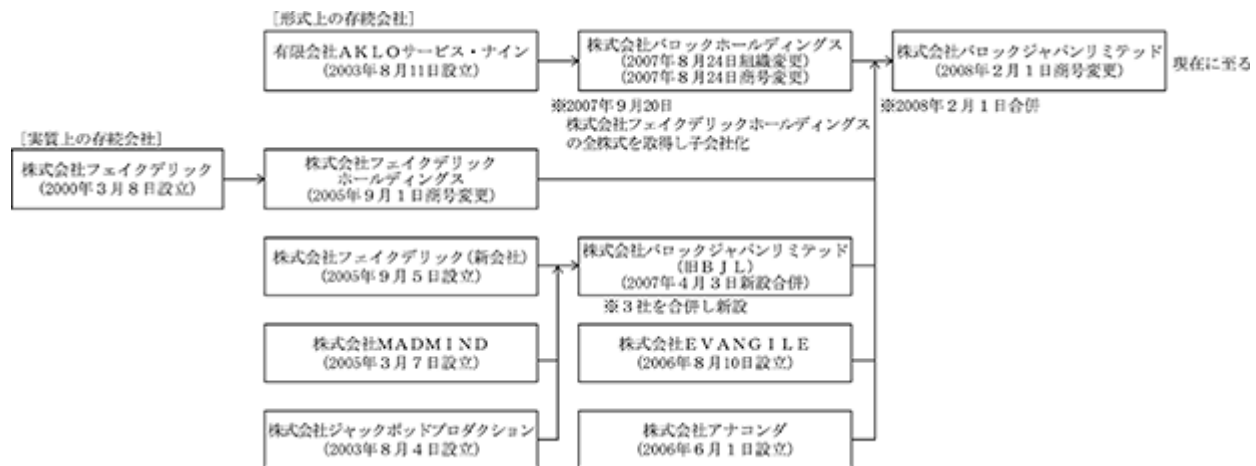 [形式上の存続会社]
有限会社AKLOサービス・ナイン
(2003年8月11日設立)
株式会社バロックホールディングス
(2007年8月24日組織変更)
(2007年8月24日商号変更)
株式会社バロックジャパンリミテッド
(2008年2月1日商号変更)
現在に至る
※2007年9月20日
株式会社フェイクデリックホールディングス
の全株式を取得し子会社化
※2008年2月1日合併
[実質上の存続会社]
株式会社フェイクデリック
(2000年3月8日設立)
株式会社フェイクデリック
ホールディングス
(2005年9月1日商号変更)
株式会社フェイクデリック(新会社)
(2005年9月5日設立)
株式会社バロックジャパンリミテッド
(旧BJL)
(2007年4月3日新設合併)
※3社を合併し新設
株式会社MADMIND
(2005年3月7日設立)
株式会社EVANGILE
(2006年8月10日設立)
株式会社ジャックポッドプロダクション
(2003年8月4日設立)
株式会社アナコンダ
(2006年6月1日設立)